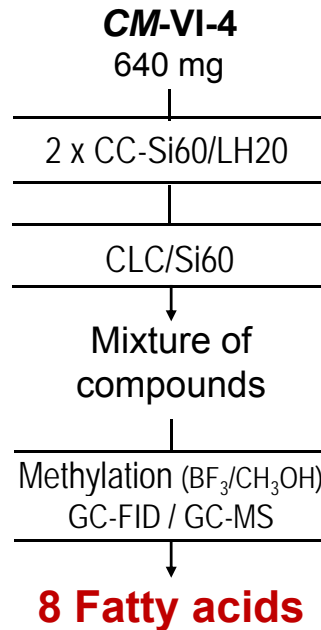 CM-VI-4
640 mg
2 x CC-Si60/LH20
CLC/Si60
Mixture of
compounds
Methylation (BF₃/CH₃OH)
GC-FID / GC-MS
8 Fatty acids